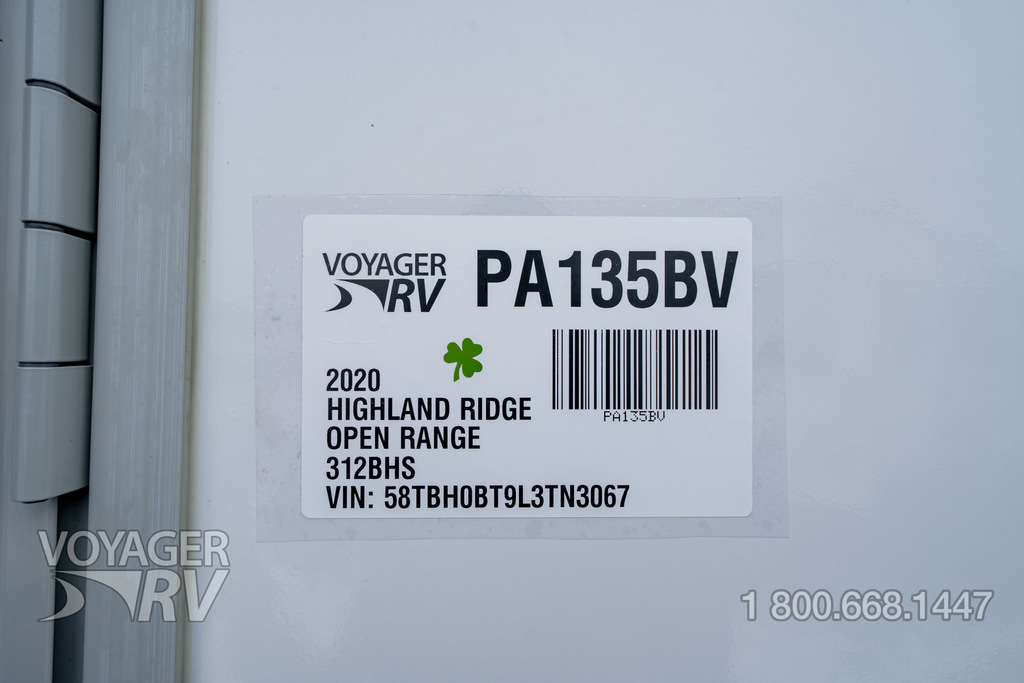 VOYAGER
RV
PA135BV
PA135BV
2020
HIGHLAND RIDGE
OPEN RANGE
312BHS
VIN: 58TBH0BT9L3TN3067
VOYAGER
RV
1 800.668.1447